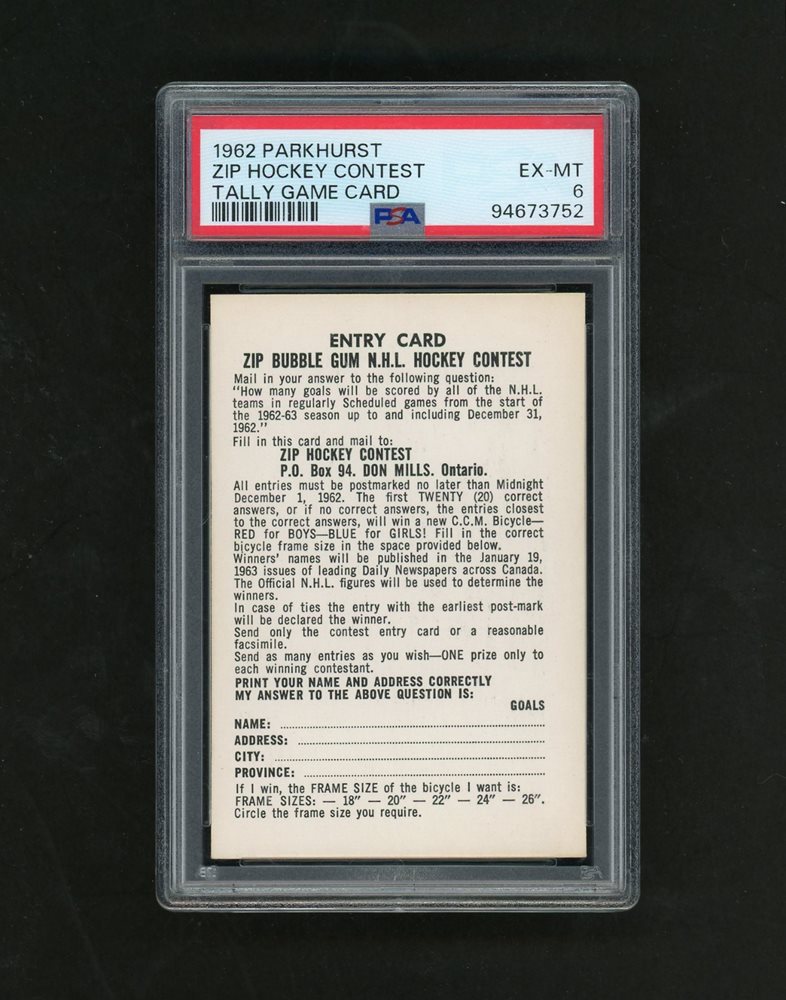 1962 PARKHURST
ZIP HOCKEY CONTEST EX-MT
TALLY GAME CARD 6
PSA 94673752
ENTRY CARD
ZIP BUBBLE GUM N.H.L. HOCKEY CONTEST
Mail in your answer to the following question:
"How many goals will be scored by all of the N.H.L.
teams in regularly Scheduled games from the start of
the 1962-63 season up to and including December 31,
1962."
Fill in this card and mail to:
ZIP HOCKEY CONTEST
P.O. Box 94. DON MILLS. Ontario.
All entries must be postmarked no later than Midnight
December 1, 1962. The first TWENTY (20) correct
answers, or if no correct answers, the entries closest
to the correct answers, will win a new C.C.M. Bicycle—
RED for BOYS—BLUE for GIRLS! Fill in the correct
bicycle frame size in the space provided below.
Winners' names will be published in the January 19,
1963 issues of leading Daily Newspapers across Canada.
The Official N.H.L. figures will be used to determine the
winners.
In case of ties the entry with the earliest post-mark
will be declared the winner.
Send only the contest entry card or a reasonable
facsimile.
Send as many entries as you wish—ONE prize only to
each winning contestant.
PRINT YOUR NAME AND ADDRESS CORRECTLY
MY ANSWER TO THE ABOVE QUESTION IS:
GOALS
NAME:
ADDRESS:
CITY:
PROVINCE:
If I win, the FRAME SIZE of the bicycle I want is:
FRAME SIZES: — 18" — 20" — 22" — 24" — 26".
Circle the frame size you require.